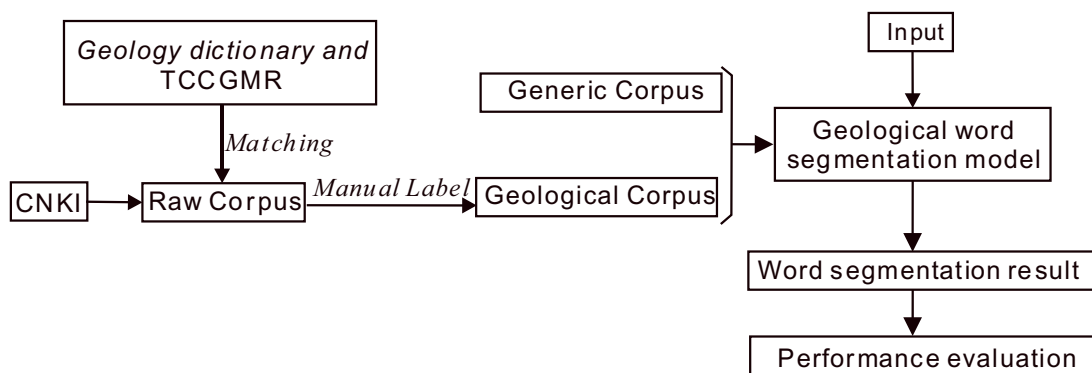 Geology dictionary and
TCCGMR
Matching
CNKI
Raw Corpus
Manual Label
Generic Corpus
Geological Corpus
Input
Geological word
segmentation model
Word segmentation result
Performance evaluation